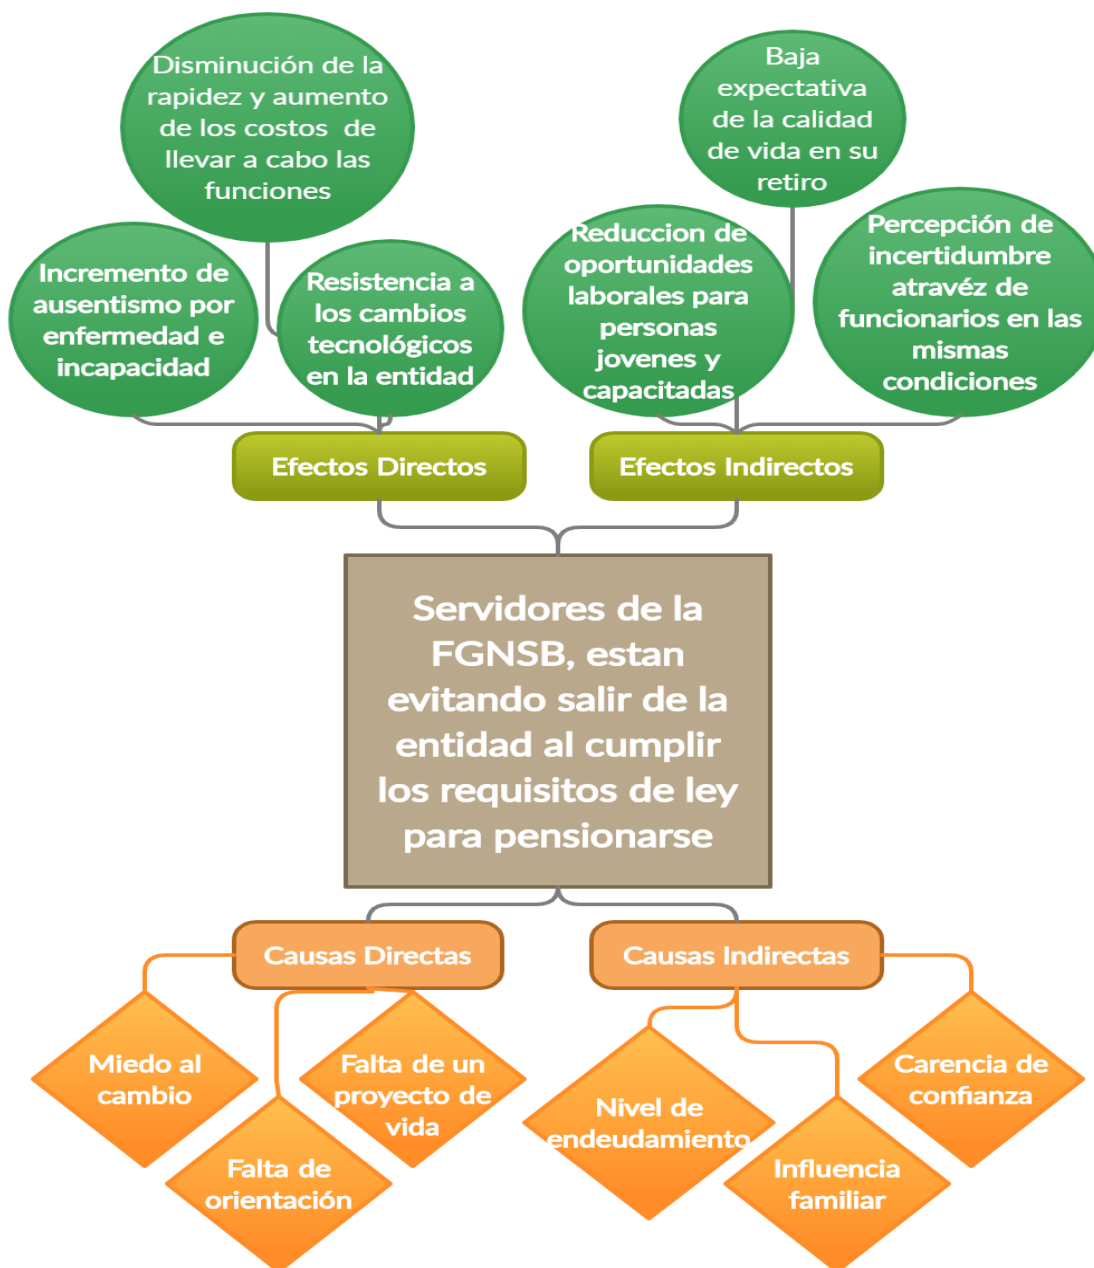 Disminución de la
rapidez y aumento
de los costos de
llevar a cabo las
funciones
Baja
expectativa
de la calidad
de vida en su
retiro
Incremento de
ausentismo por
enfermedad e
incapacidad
Resistencia a
los cambios
tecnológicos
en la entidad
Reduccion de
oportunidades
laborales para
personas
jovenes y
capacitadas
Percepción de
incertidumbre
atravéz de
funcionarios en las
mismas
condiciones
Efectos Directos
Efectos Indirectos
Servidores de la
FGNSB, estan
evitando salir de la
entidad al cumplir
los requisitos de ley
para pensionarse
Causas Directas
Causas Indirectas
Miedo al
cambio
Falta de
orientación
Falta de un
proyecto de
vida
Nivel de
endeudamiento
Influencia
familiar
Carencia de
confianza